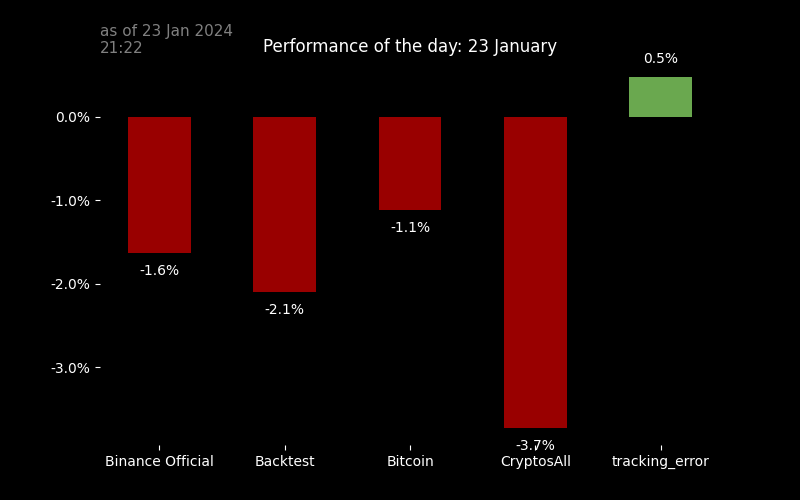 as of 23 Jan 2024
21:22
Performance of the day: 23 January
0.5%
0.0%
-1.0%
-1.1%
-1.6%
-2.0%
-2.1%
-3.0%
-3.7%
Binance Official
Backtest
Bitcoin
CryptosAll
tracking_error